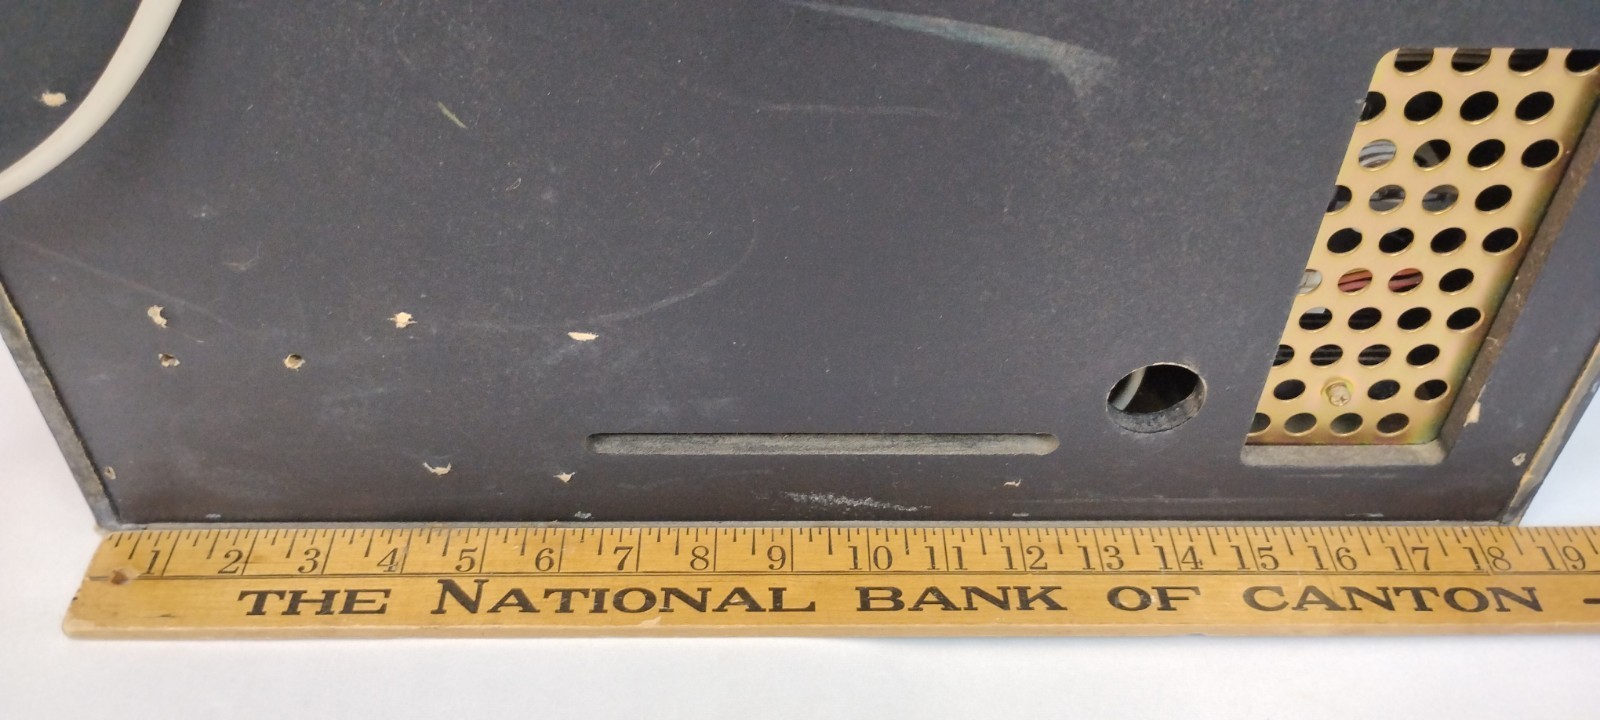 1 2 3 4 5 6 7 8 9 10 11 12 13 14 15 16 17 18 19
THE NATIONAL BANK OF CANTON -